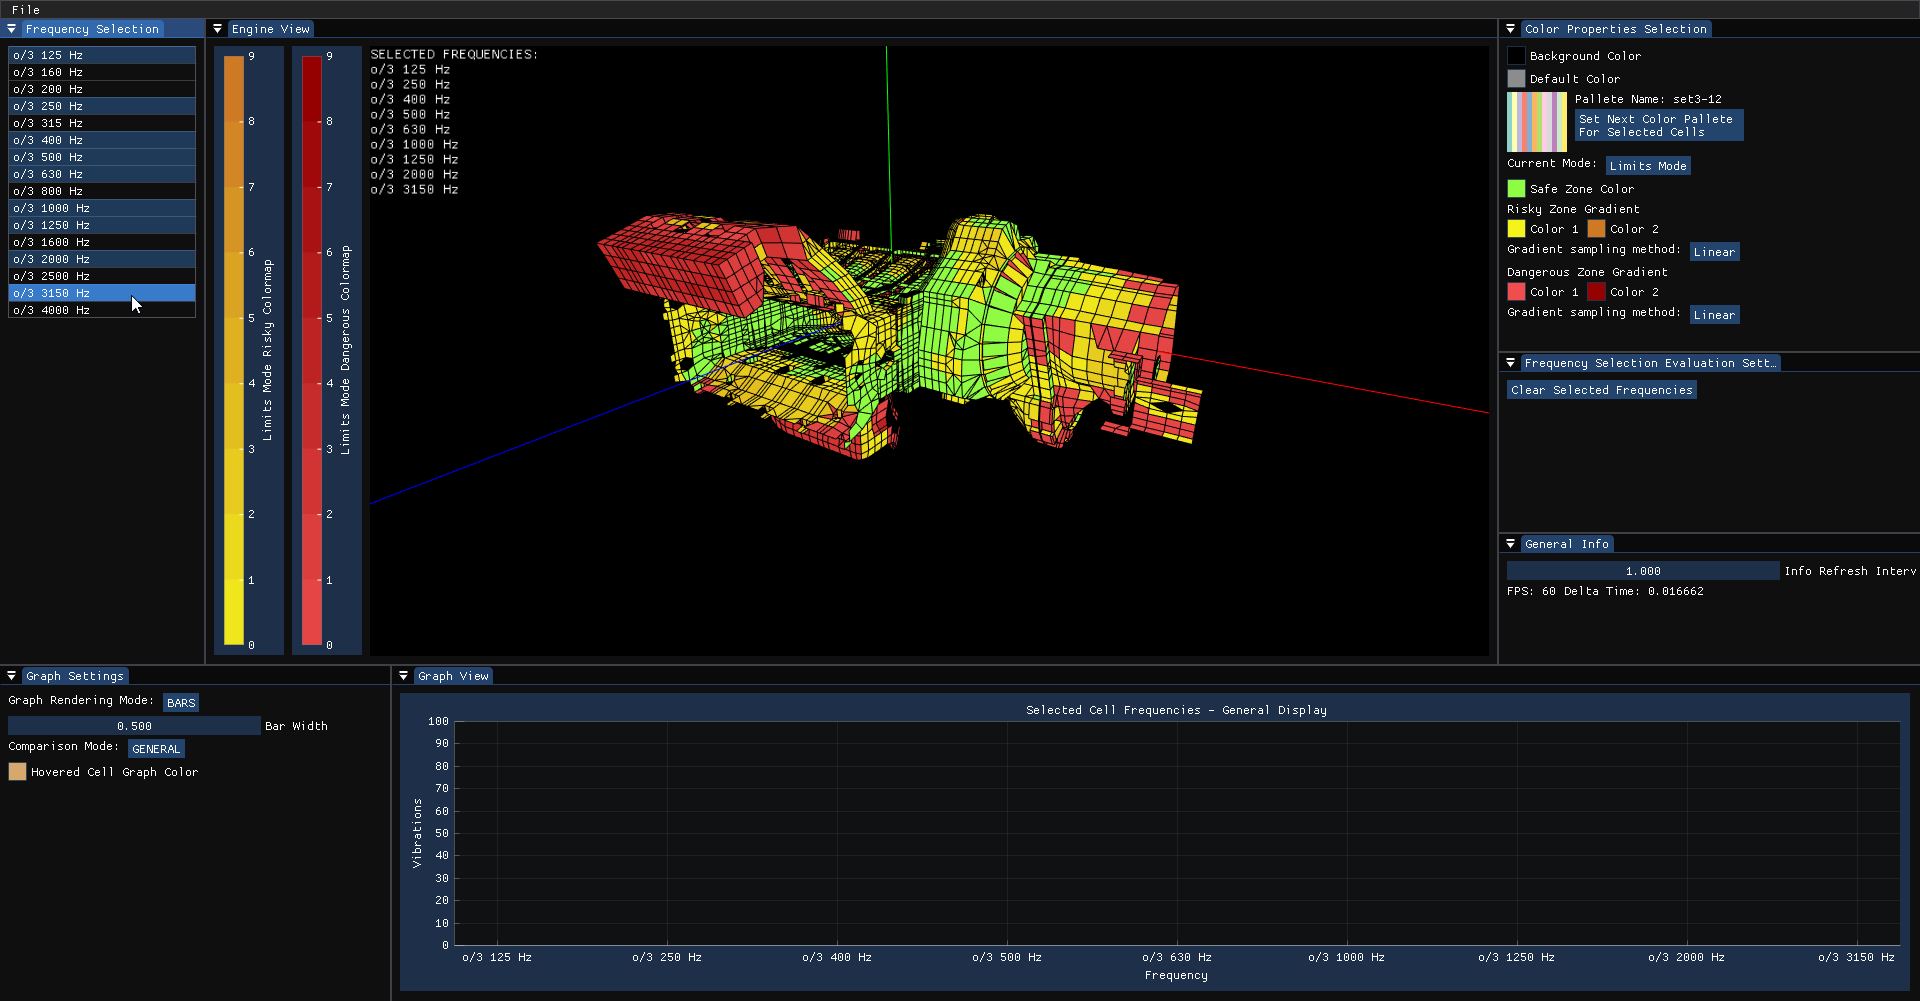 File
Frequency Selection
o/3 125 Hz
o/3 160 Hz
o/3 200 Hz
o/3 250 Hz
o/3 315 Hz
o/3 400 Hz
o/3 500 Hz
o/3 630 Hz
o/3 800 Hz
o/3 1000 Hz
o/3 1250 Hz
o/3 1600 Hz
o/3 2000 Hz
o/3 2500 Hz
o/3 3150 Hz
o/3 4000 Hz
Engine View
9
8
7
6
5
4
3
2
1
0
Limits Mode Risky Colormap
9
8
7
6
5
4
3
2
1
0
Limits Mode Dangerous Colormap
SELECTED FREQUENCIES:
o/3 125 Hz
o/3 250 Hz
o/3 400 Hz
o/3 500 Hz
o/3 630 Hz
o/3 1000 Hz
o/3 1250 Hz
o/3 2000 Hz
o/3 3150 Hz
Color Properties Selection
Background Color
Default Color
Pallete Name: set3-12
Set Next Color Pallete
For Selected Cells
Current Mode: Limits Mode
Safe Zone Color
Risky Zone Gradient
Color 1 Color 2
Gradient sampling method: Linear
Dangerous Zone Gradient
Color 1 Color 2
Gradient sampling method: Linear
Frequency Selection Evaluation Sett…
Clear Selected Frequencies
General Info
1.000 Info Refresh Interv
FPS: 60 Delta Time: 0.016662
Graph Settings
Graph Rendering Mode: BARS
0.500 Bar Width
Comparison Mode: GENERAL
Hovered Cell Graph Color
Graph View
Selected Cell Frequencies - General Display
100
90
80
70
60
50
40
30
20
10
0
Vibrations
o/3 125 Hz o/3 250 Hz o/3 400 Hz o/3 500 Hz o/3 630 Hz o/3 1000 Hz o/3 1250 Hz o/3 2000 Hz o/3 3150 Hz
Frequency